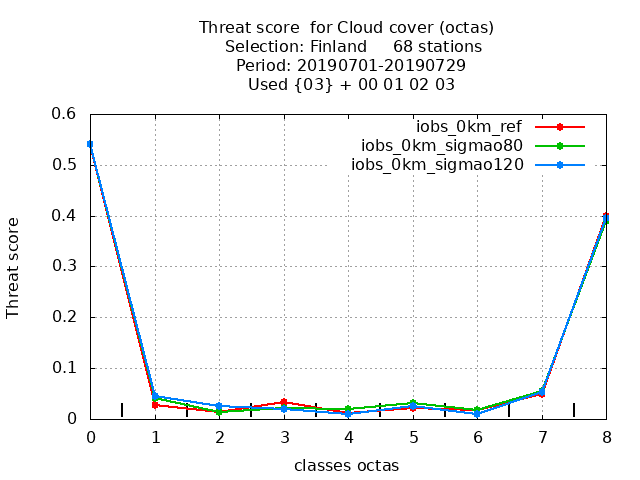 Threat score  for Cloud cover (octas)
Selection: Finland     68 stations
Period: 20190701-20190729
Used {03} + 00 01 02 03
iobs_0km_ref
iobs_0km_sigmao80
iobs_0km_sigmao120
0.6
0.5
0.4
0.3
0.2
0.1
0
Threat score
0 1 2 3 4 5 6 7 8
classes octas